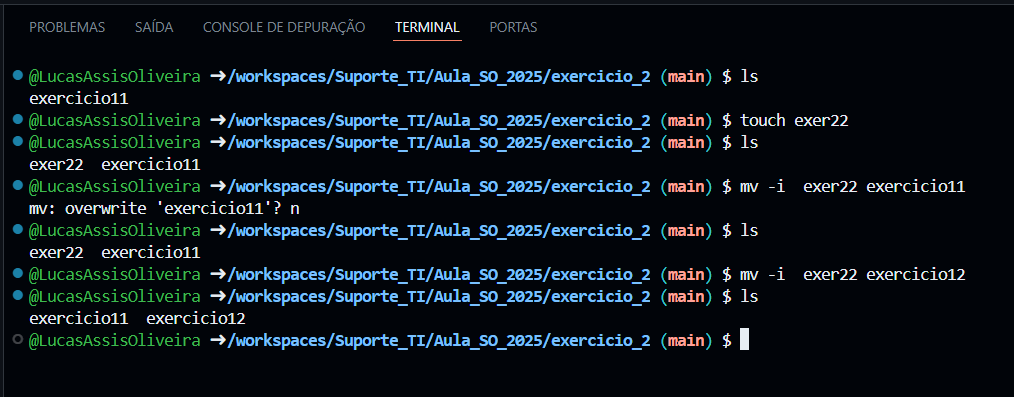 PROBLEMAS SAÍDA CONSOLE DE DEPURAÇÃO TERMINAL PORTAS
@LucasAssisOliveira ➜/workspaces/Suporte_TI/Aula_SO_2025/exercicio_2 (main) $ ls
exercicio11
@LucasAssisOliveira ➜/workspaces/Suporte_TI/Aula_SO_2025/exercicio_2 (main) $ touch exer22
@LucasAssisOliveira ➜/workspaces/Suporte_TI/Aula_SO_2025/exercicio_2 (main) $ ls
exer22  exercicio11
@LucasAssisOliveira ➜/workspaces/Suporte_TI/Aula_SO_2025/exercicio_2 (main) $ mv -i  exer22 exercicio11
mv: overwrite 'exercicio11'? n
@LucasAssisOliveira ➜/workspaces/Suporte_TI/Aula_SO_2025/exercicio_2 (main) $ ls
exer22  exercicio11
@LucasAssisOliveira ➜/workspaces/Suporte_TI/Aula_SO_2025/exercicio_2 (main) $ mv -i  exer22 exercicio12
@LucasAssisOliveira ➜/workspaces/Suporte_TI/Aula_SO_2025/exercicio_2 (main) $ ls
exercicio11  exercicio12
@LucasAssisOliveira ➜/workspaces/Suporte_TI/Aula_SO_2025/exercicio_2 (main) $